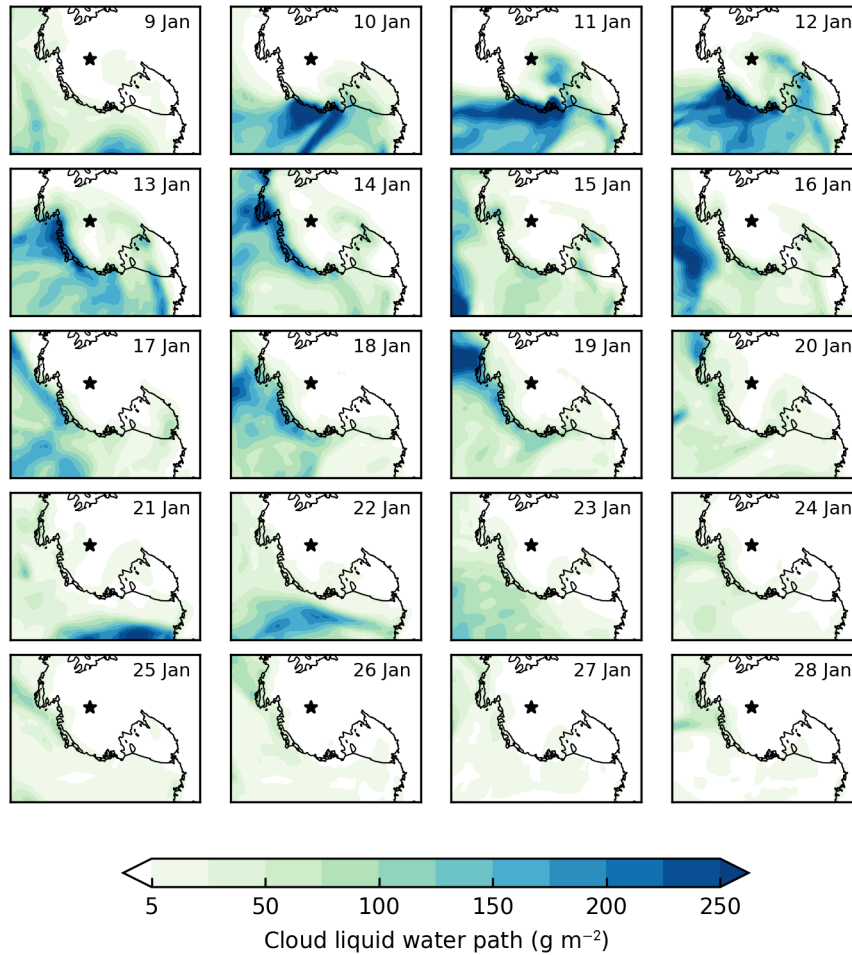 9 Jan
10 Jan
11 Jan
12 Jan
13 Jan
14 Jan
15 Jan
16 Jan
17 Jan
18 Jan
19 Jan
20 Jan
21 Jan
22 Jan
23 Jan
24 Jan
25 Jan
26 Jan
27 Jan
28 Jan
5 50 100 150 200 250
Cloud liquid water path (g m⁻²)